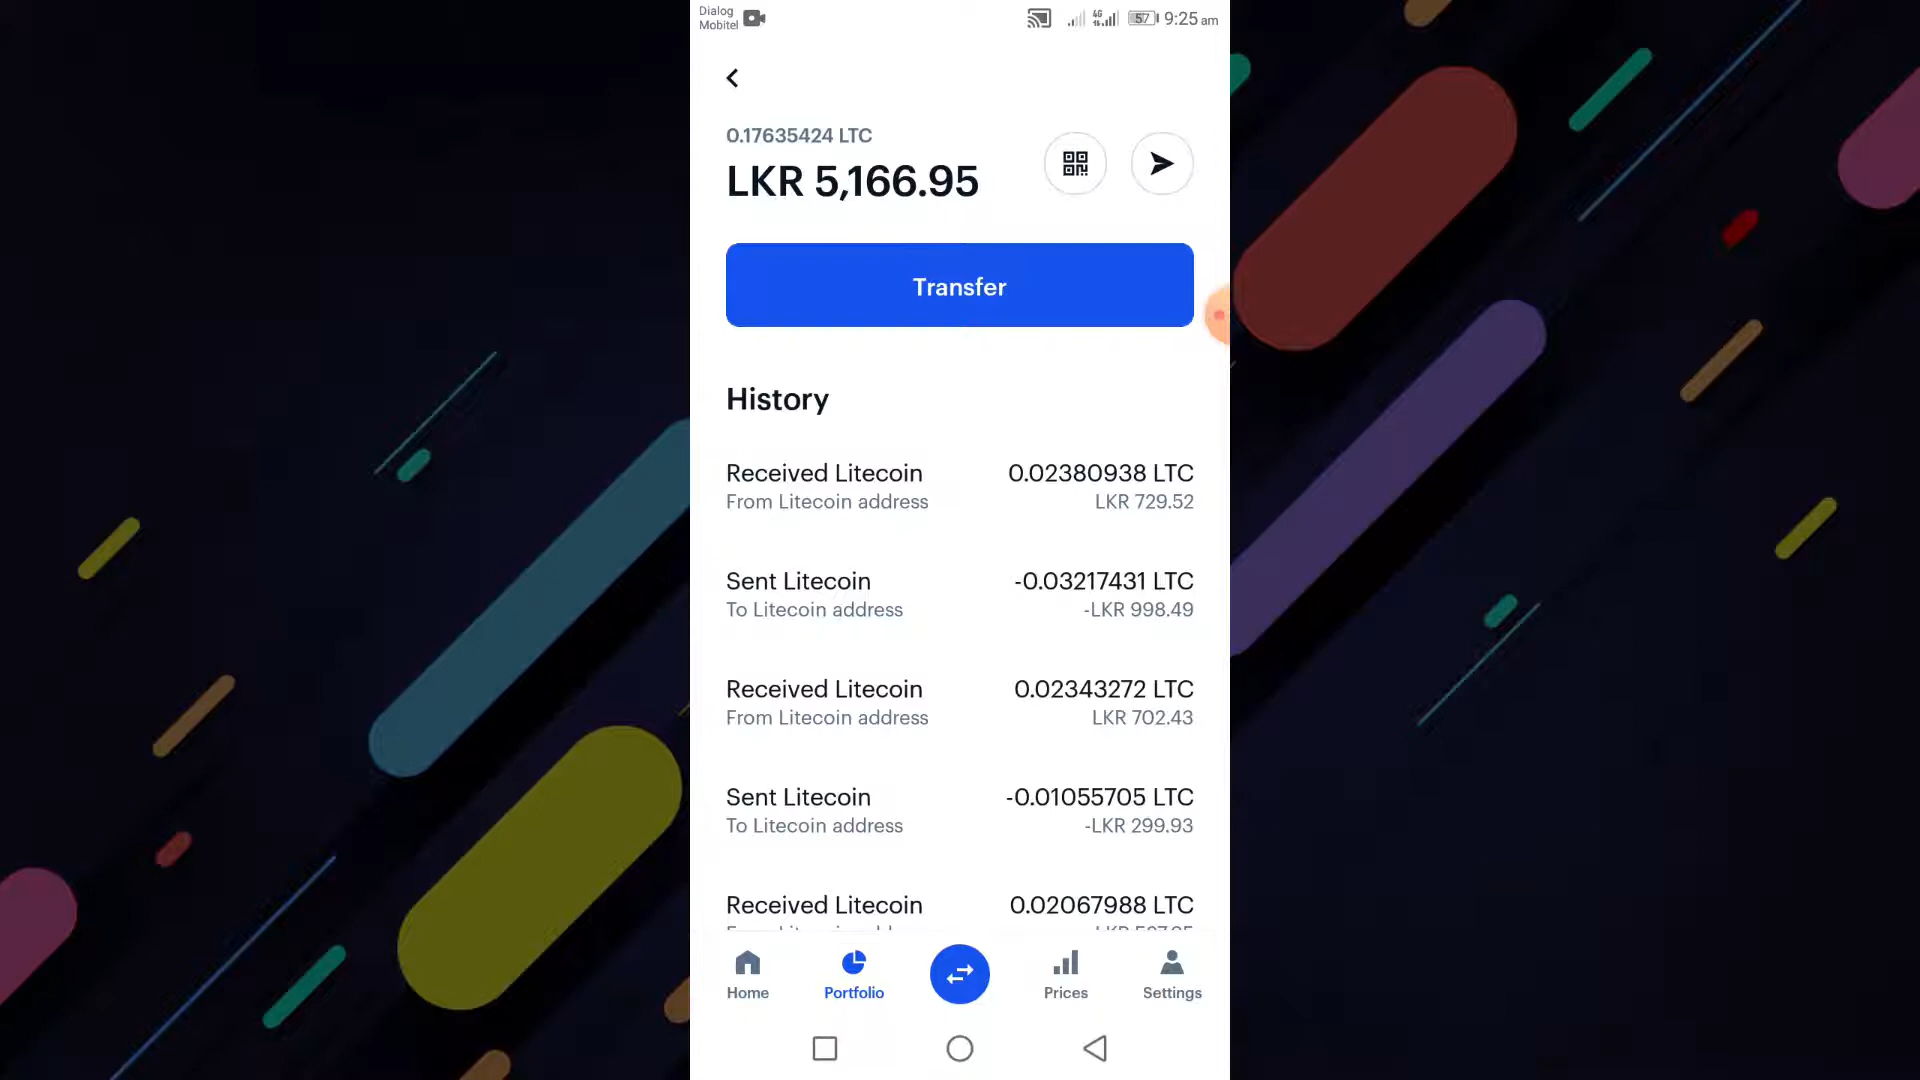 Dialog
Mobitel
57 9:25 am
0.17635424 LTC
LKR 5,166.95
Transfer
History
Received Litecoin 0.02380938 LTC
From Litecoin address LKR 729.52
Sent Litecoin -0.03217431 LTC
To Litecoin address -LKR 998.49
Received Litecoin 0.02343272 LTC
From Litecoin address LKR 702.43
Sent Litecoin -0.01055705 LTC
To Litecoin address -LKR 299.93
Received Litecoin 0.02067988 LTC
Home Portfolio Prices Settings